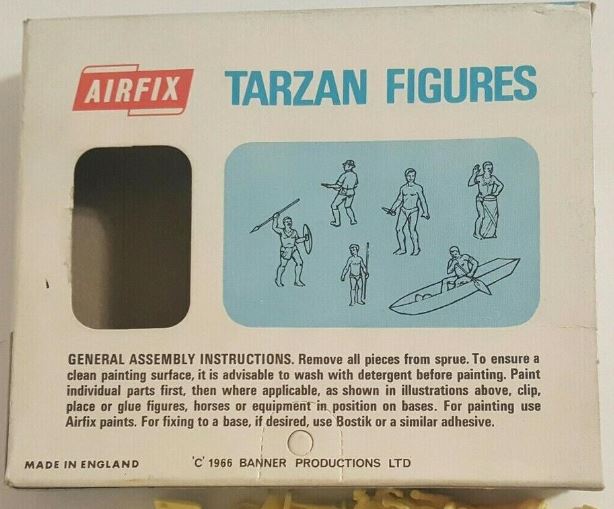 AIRFIX
TARZAN FIGURES
GENERAL ASSEMBLY INSTRUCTIONS. Remove all pieces from sprue. To ensure a
clean painting surface, it is advisable to wash with detergent before painting. Paint
individual parts first, then where applicable, as shown in illustrations above, clip,
place or glue figures, horses or equipment in position on bases. For painting use
Airfix paints. For fixing to a base, if desired, use Bostik or a similar adhesive.
MADE IN ENGLAND
'C' 1966 BANNER PRODUCTIONS LTD